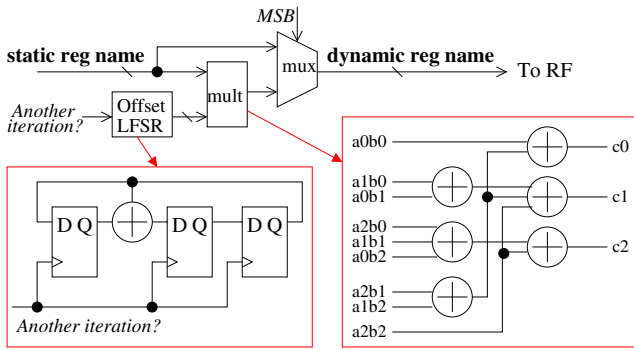 MSB
static reg name
dynamic reg name
mux
To RF
mult
Another
iteration?
Offset
LFSR
a0b0
c0
a1b0
a0b1
c1
a2b0
a1b1
a0b2
c2
a2b1
a1b2
a2b2
D Q
D Q
D Q
Another iteration?